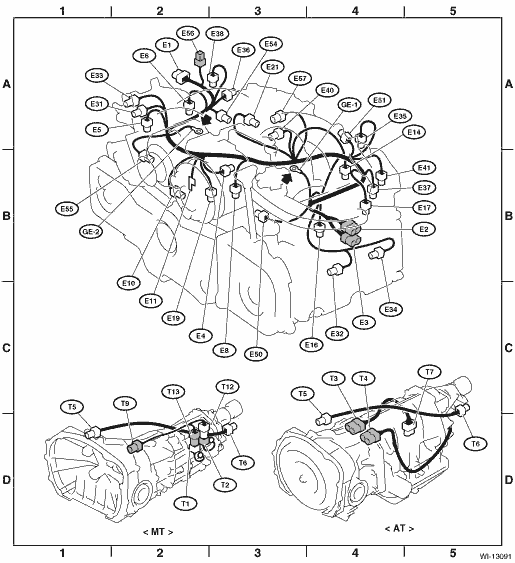 1 2 3 4 5
E56 E38
E1 E36 E54
E6 E21
A A
E33 E57 E40
E31 GE-1 E51
E5 E35
E14
E41
E37
B E55 E17 B
GE-2 E2
E10
E11
E19 E3 E34
E4 E32
C E8 E50 E16 C
T13 T12 T3 T4 T7
T5 T9 T5
T6 T6
D D
T2
T1
< MT > < AT >
1 2 3 4 5
WI-13091